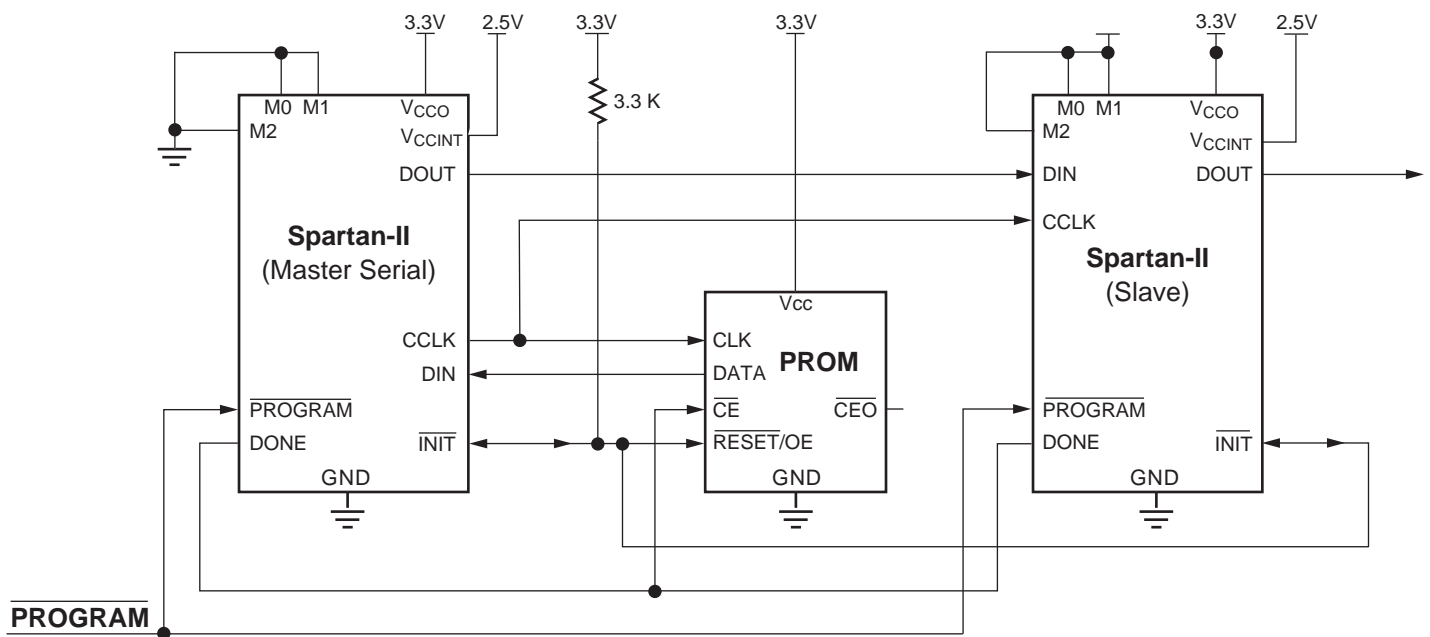 3.3V 2.5V 3.3V 3.3V 3.3V 2.5V
M0 M1 VCCO
M2
VCCINT
DOUT
Spartan-II
(Master Serial)
CCLK
DIN
PROGRAM
DONE
INIT
GND
3.3 K
Vcc
CLK
PROM
DATA
CE
CEO
RESET/OE
GND
M0 M1 VCCO
M2
VCCINT
DIN
DOUT
CCLK
Spartan-II
(Slave)
PROGRAM
DONE
INIT
GND
PROGRAM